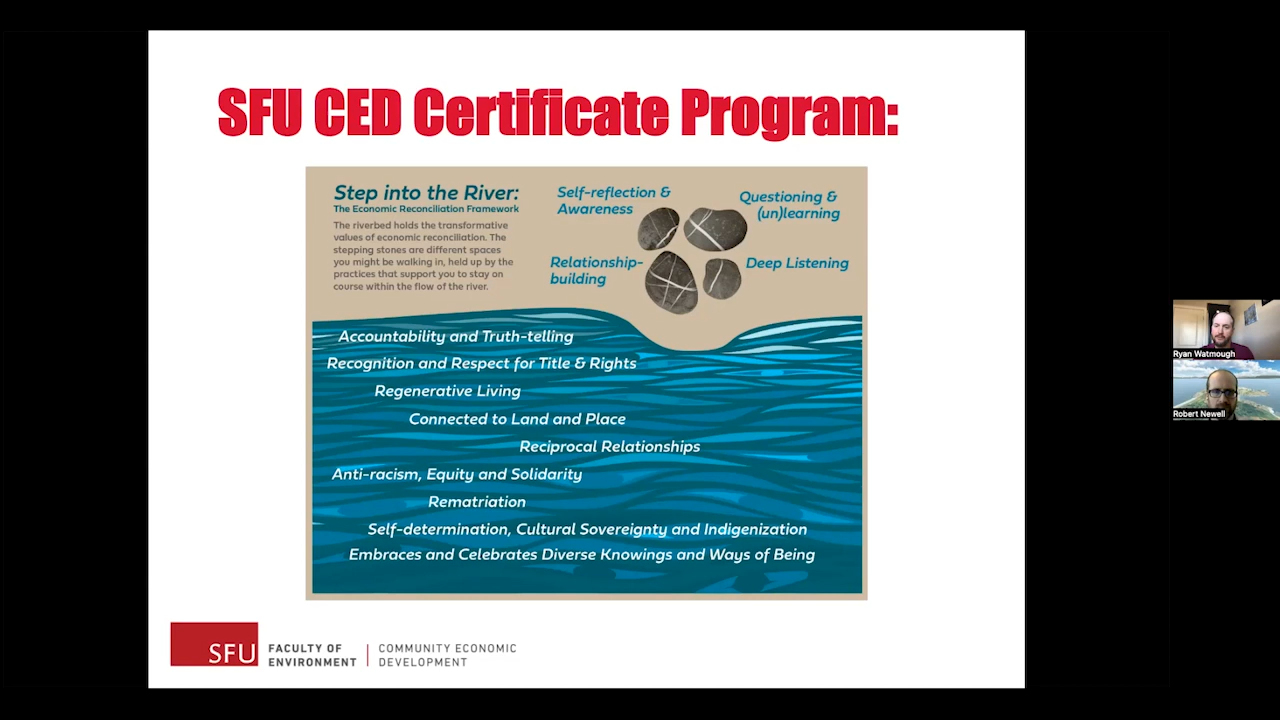 SFU CED Certificate Program:
Step into the River:
The Economic Reconciliation Framework
The riverbed holds the transformative
values of economic reconciliation. The
stepping stones are different spaces
you might be walking in, held up by the
practices that support you to stay on
course within the flow of the river.
Self-reflection &
Awareness
Questioning &
(un)learning
Relationship-
building
Deep Listening
Accountability and Truth-telling
Recognition and Respect for Title & Rights
Regenerative Living
Connected to Land and Place
Reciprocal Relationships
Anti-racism, Equity and Solidarity
Rematriation
Self-determination, Cultural Sovereignty and Indigenization
Embraces and Celebrates Diverse Knowings and Ways of Being
SFU
FACULTY OF
ENVIRONMENT
COMMUNITY ECONOMIC
DEVELOPMENT
Ryan Watmough
Robert Newell